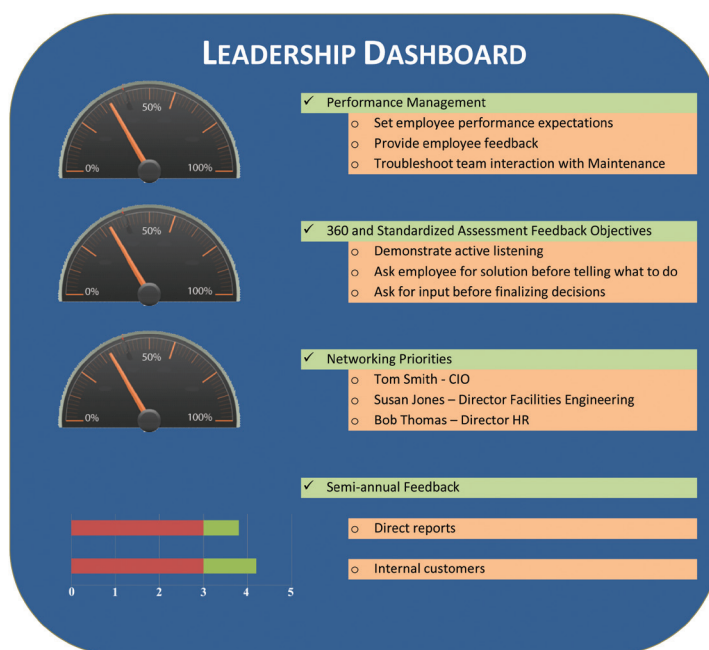 LEADERSHIP DASHBOARD
50%
0%
100%
✓ Performance Management
o Set employee performance expectations
o Provide employee feedback
o Troubleshoot team interaction with Maintenance
50%
0%
100%
✓ 360 and Standardized Assessment Feedback Objectives
o Demonstrate active listening
o Ask employee for solution before telling what to do
o Ask for input before finalizing decisions
50%
0%
100%
✓ Networking Priorities
o Tom Smith - CIO
o Susan Jones – Director Facilities Engineering
o Bob Thomas – Director HR
✓ Semi-annual Feedback
o Direct reports
o Internal customers
0 1 2 3 4 5